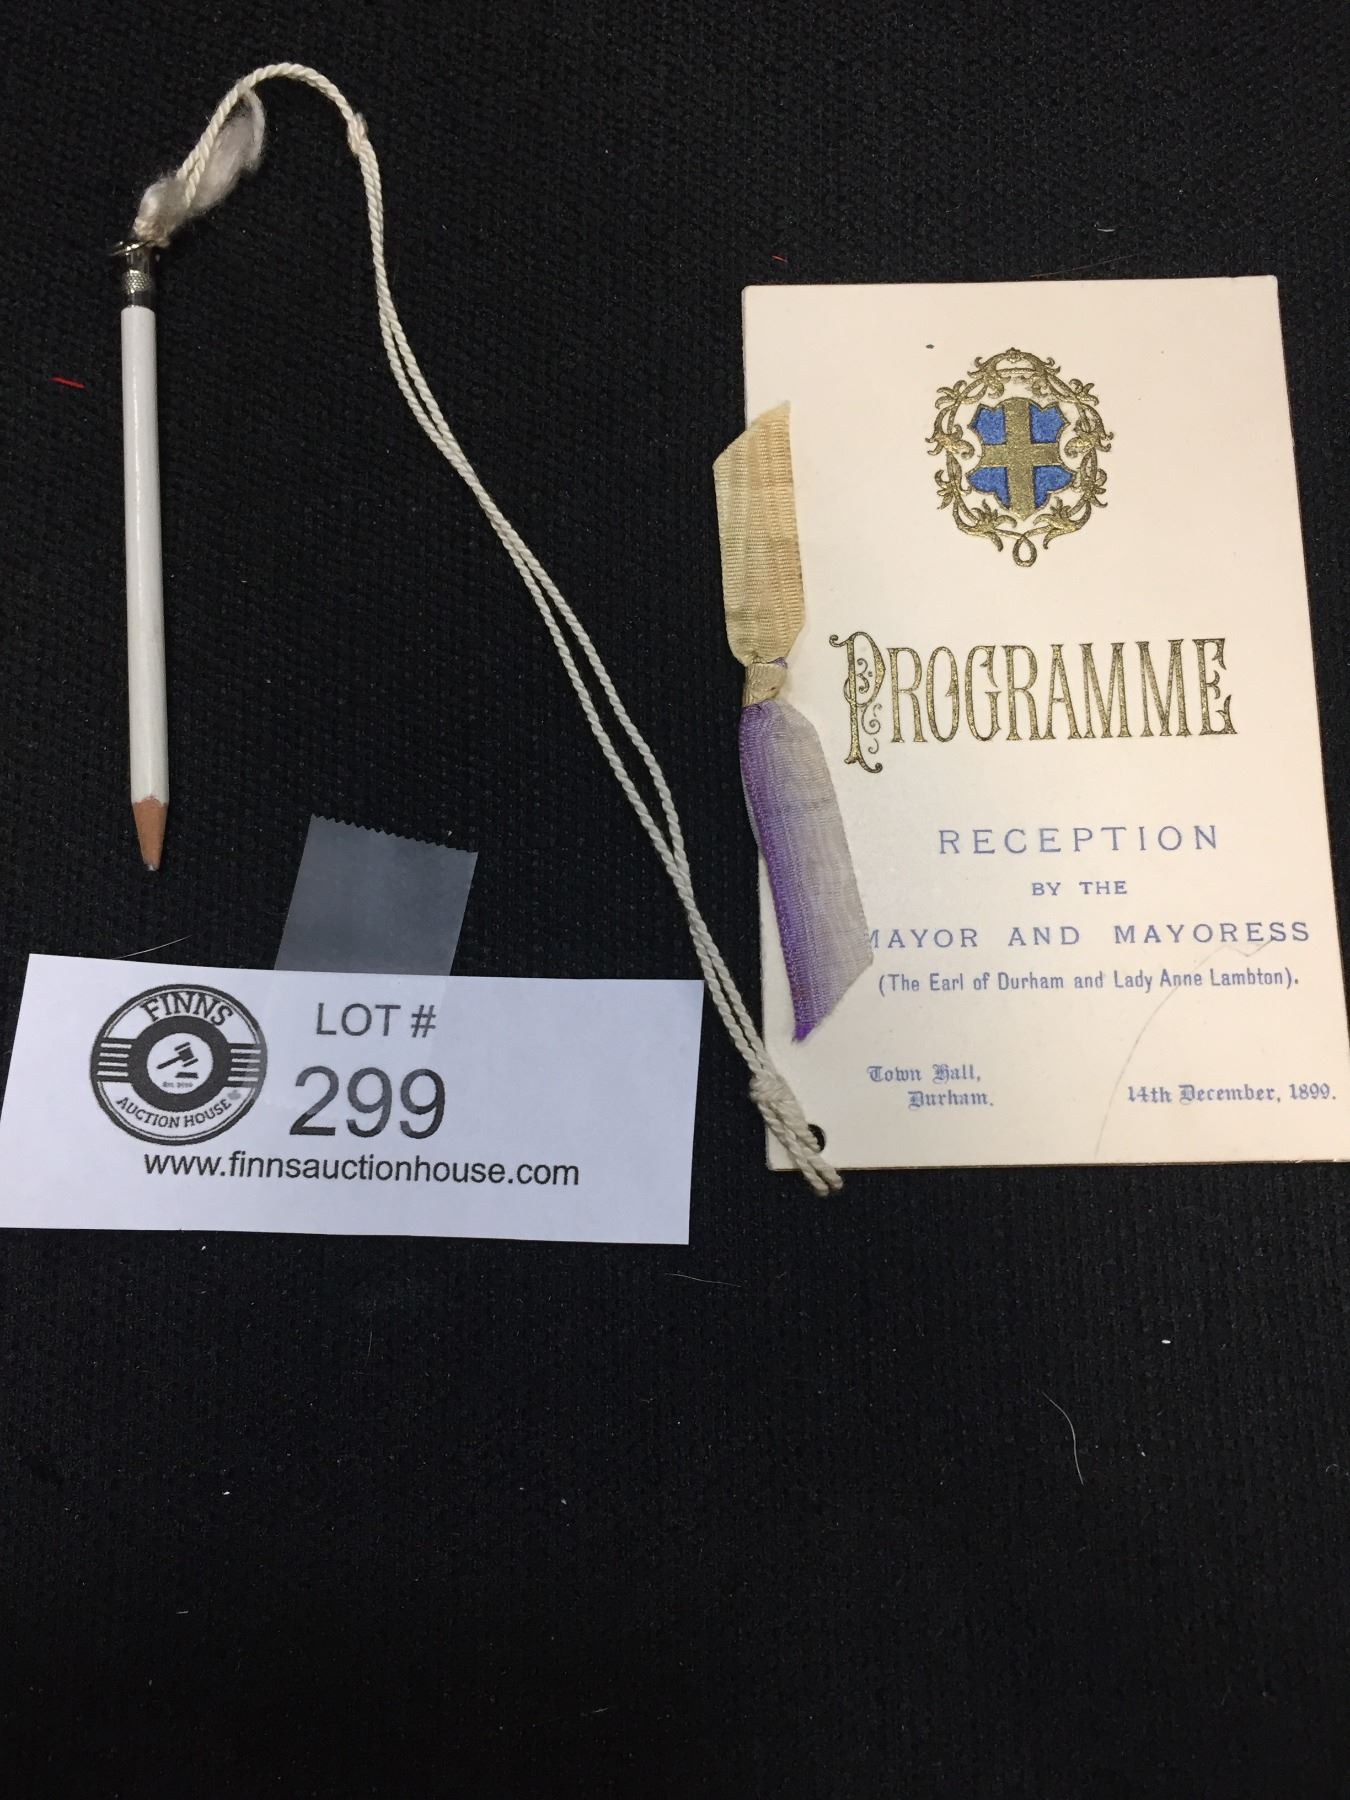 PROGRAMME
RECEPTION
BY THE
MAYOR AND MAYORESS
(The Earl of Durham and Lady Anne Lambton).
Town Hall,
Durham.
14th December, 1899.
FINNS
AUCTION HOUSE
LOT #
299
www.finnsauctionhouse.com